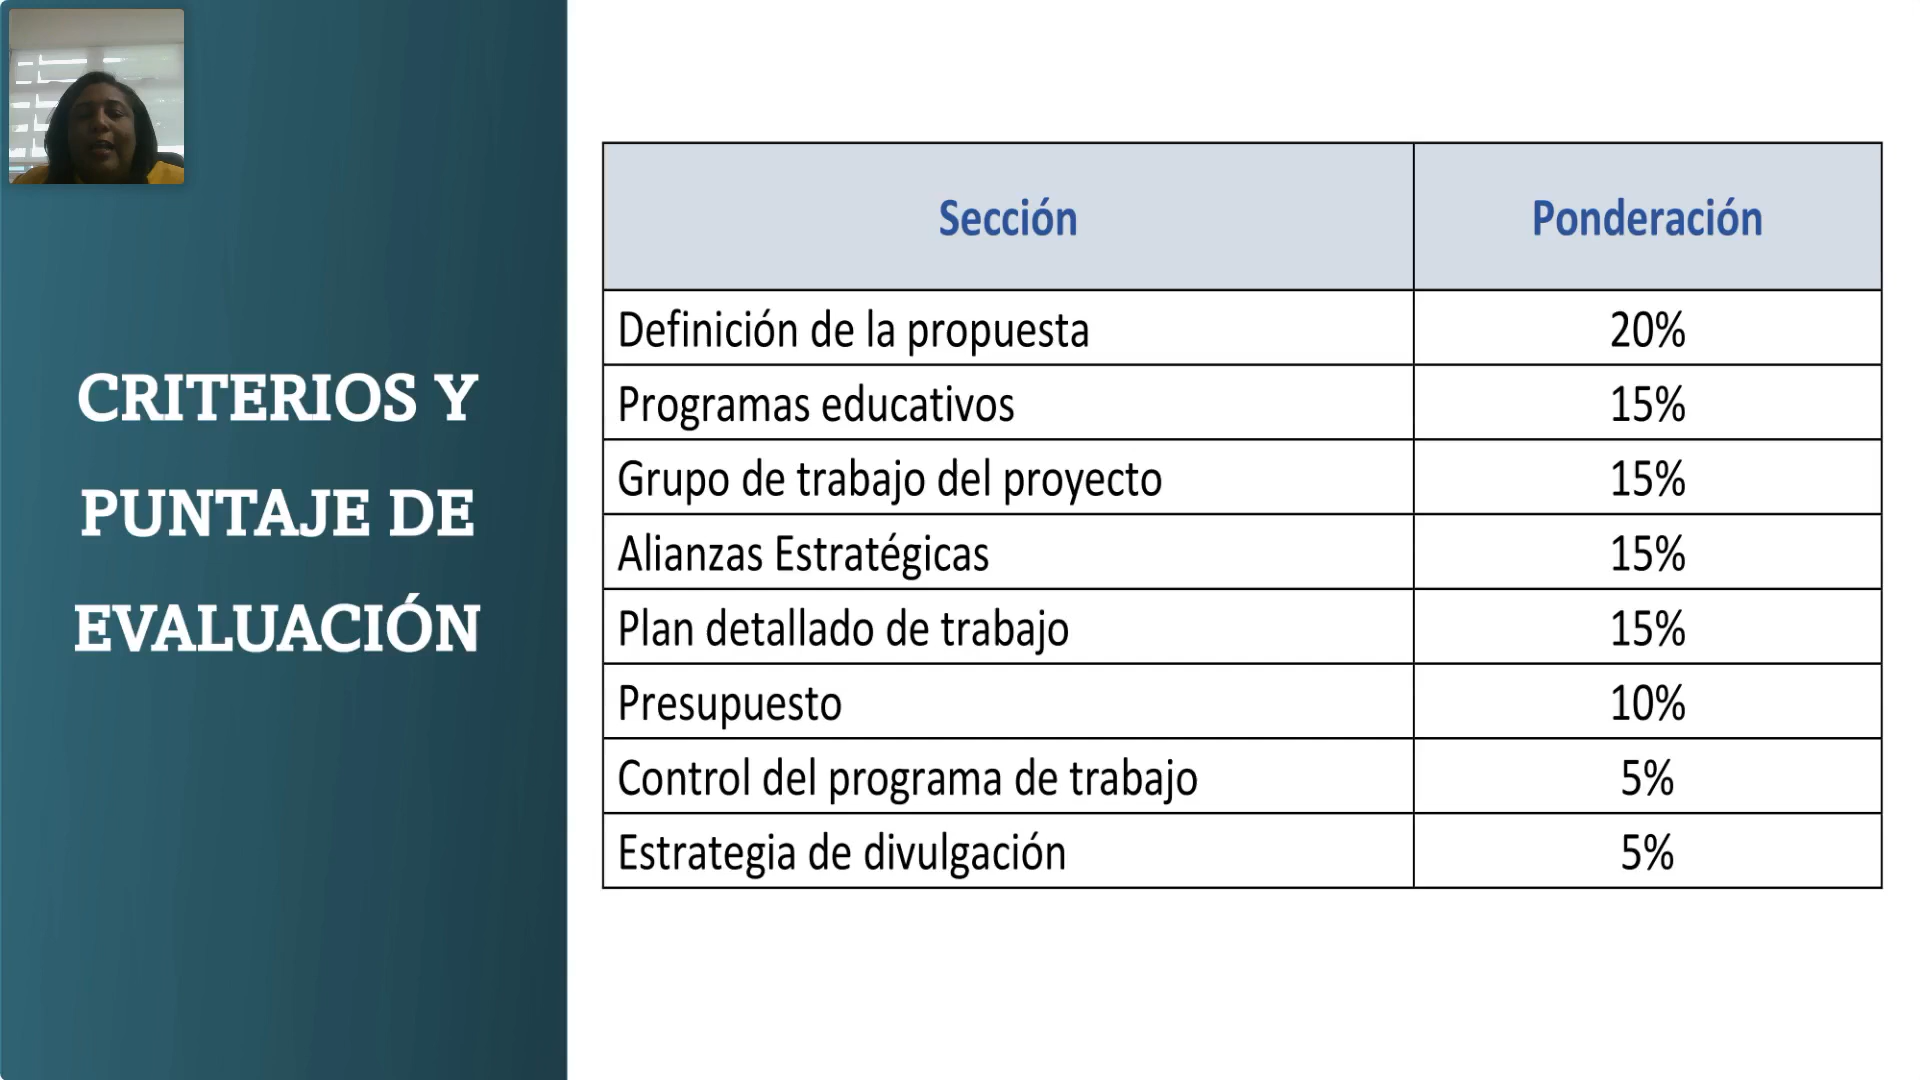 CRITERIOS Y
PUNTAJE DE
EVALUACIÓN
Sección Ponderación
Definición de la propuesta 20%
Programas educativos 15%
Grupo de trabajo del proyecto 15%
Alianzas Estratégicas 15%
Plan detallado de trabajo 15%
Presupuesto 10%
Control del programa de trabajo 5%
Estrategia de divulgación 5%